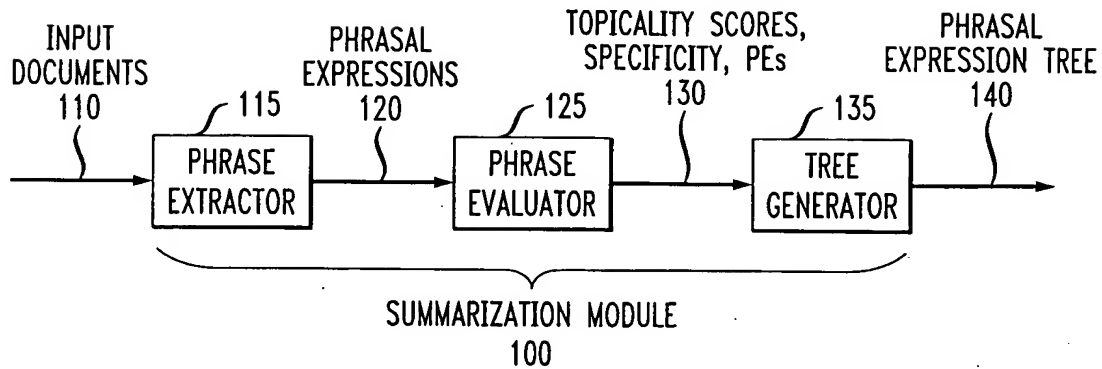 INPUT
DOCUMENTS
110
115
PHRASE
EXTRACTOR
PHRASAL
EXPRESSIONS
120
125
PHRASE
EVALUATOR
TOPICALITY SCORES,
SPECIFICITY, PEs
130
135
TREE
GENERATOR
PHRASAL
EXPRESSION TREE
140
SUMMARIZATION MODULE
100